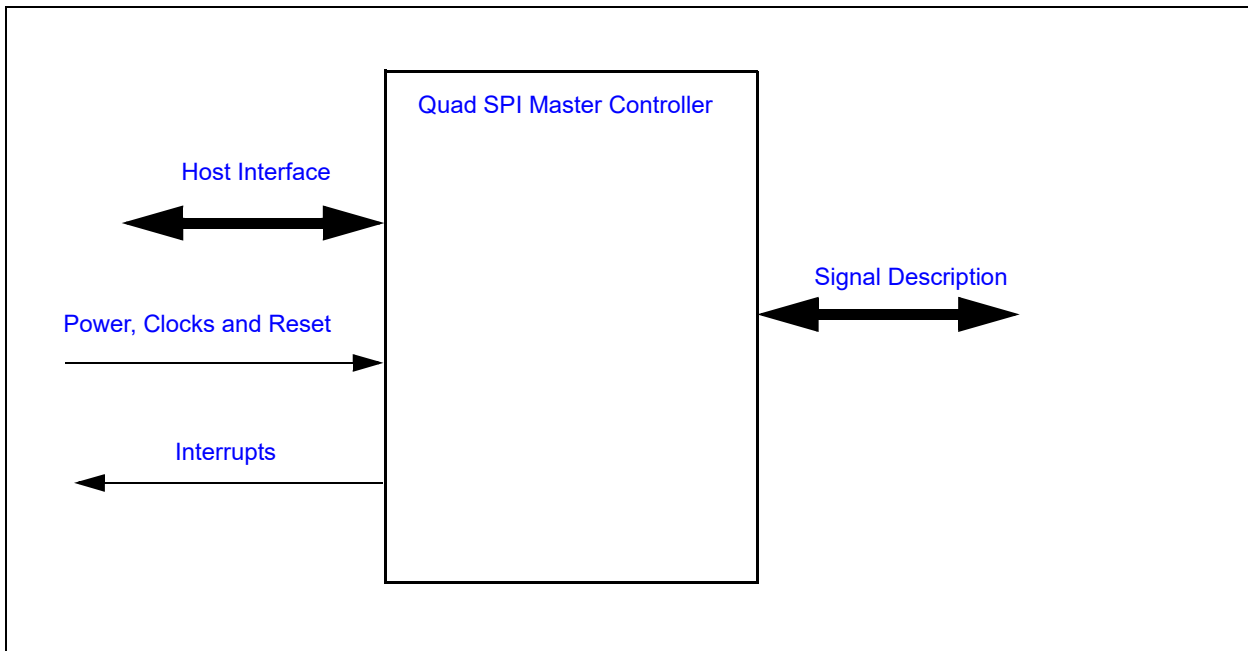 Quad SPI Master Controller
Host Interface
Signal Description
Power, Clocks and Reset
Interrupts